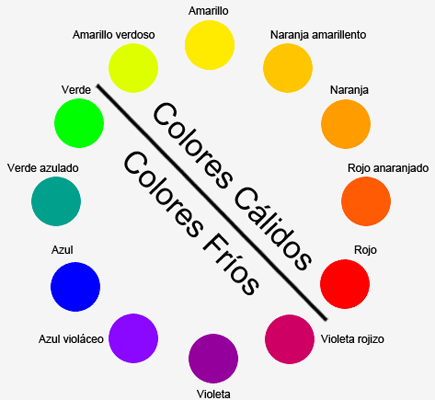 Amarillo
Amarillo verdoso
Naranja amarillento
Verde
Naranja
Colores Cálidos
Colores Fríos
Verde azulado
Rojo anaranjado
Azul
Rojo
Azul violáceo
Violeta rojizo
Violeta